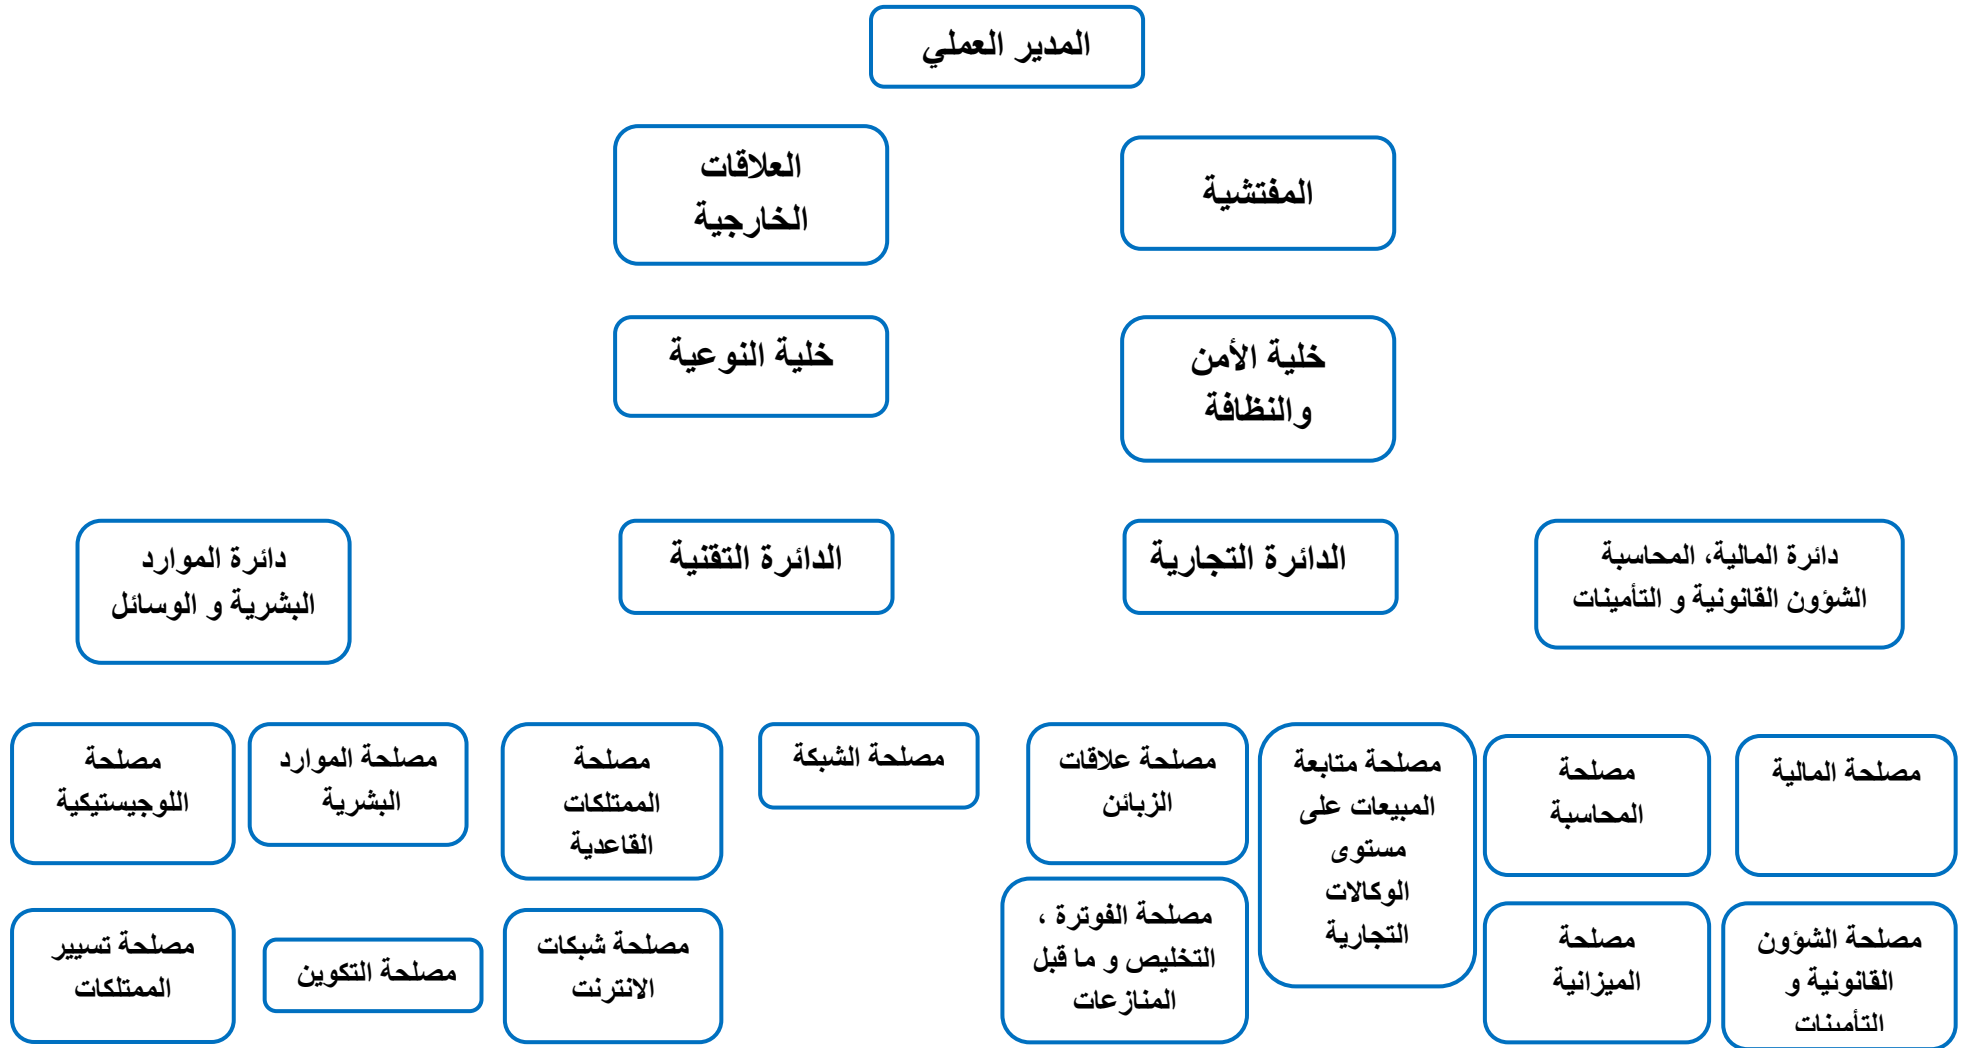 المدير العملي
المفتشية
العلاقات
الخارجية
خلية الأمن
والنظافة
خلية النوعية
دائرة المالية، المحاسبة
الشؤون القانونية و التأمينات
الدائرة التجارية
الدائرة التقنية
دائرة الموارد
البشرية و الوسائل
مصلحة المالية
مصلحة
المحاسبة
مصلحة متابعة
المبيعات على
مستوى
الوكالات
التجارية
مصلحة علاقات
الزبائن
مصلحة الشبكة
مصلحة
الممتلكات
القاعدية
مصلحة الموارد
البشرية
مصلحة
اللوجيستيكية
مصلحة الشؤون
القانونية و
التأمينات
مصلحة
الميزانية
مصلحة الفوترة ،
التخليص و ما قبل
المنازعات
مصلحة شبكات
الانترنت
مصلحة التكوين
مصلحة تسيير
الممتلكات